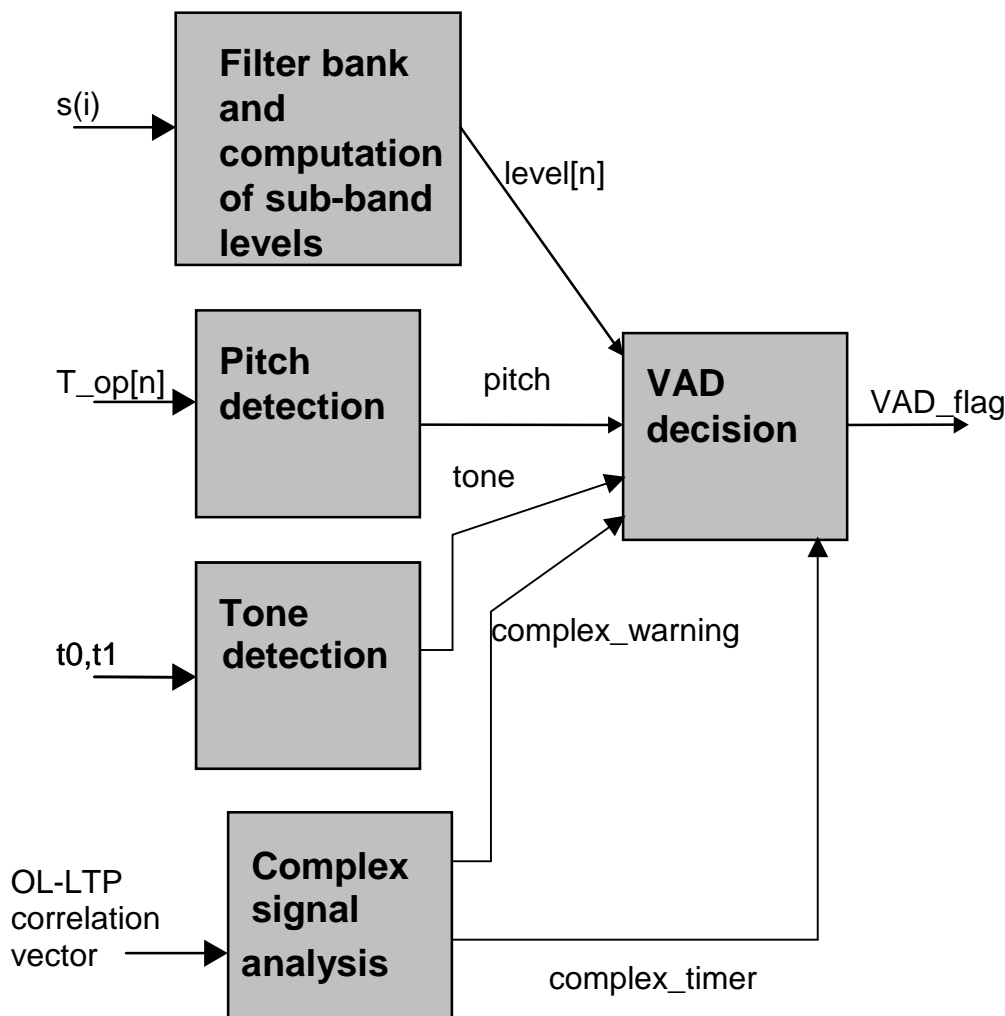 s(i)
Filter bank
and
computation
of sub-band
levels
level[n]
T_op[n]
Pitch
detection
pitch
VAD
decision
VAD_flag
tone
t0,t1
Tone
detection
complex_warning
OL-LTP
correlation
vector
Complex
signal
analysis
complex_timer